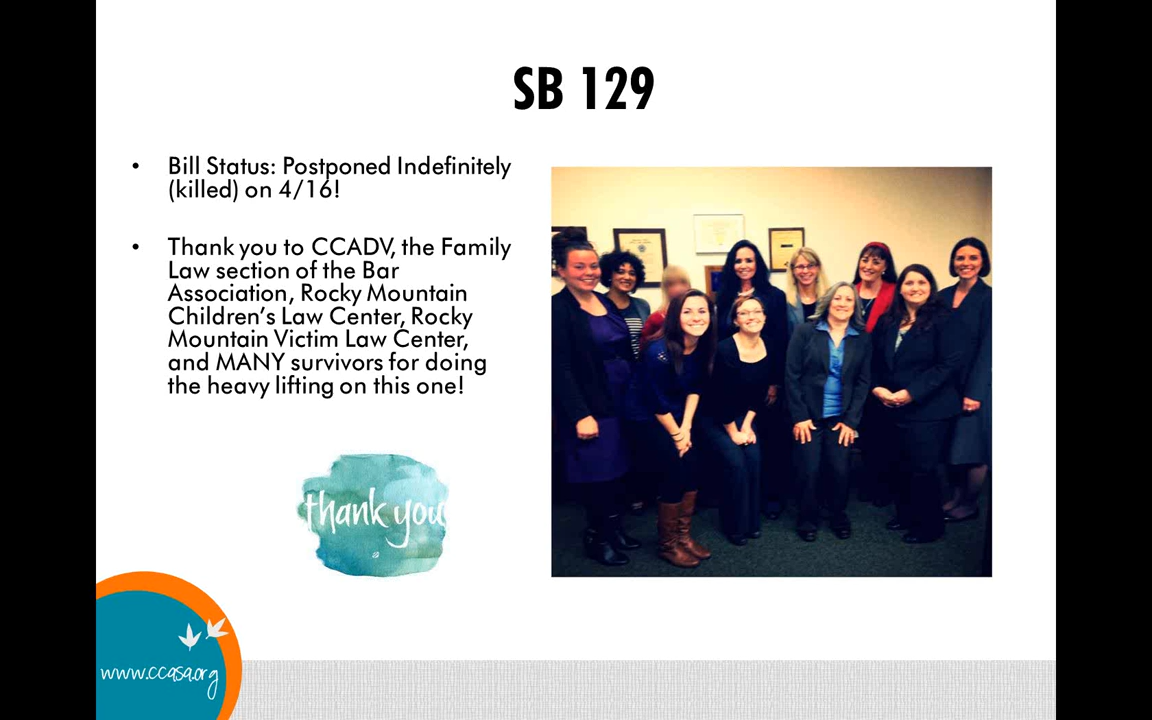 SB 129
• Bill Status: Postponed Indefinitely
(killed) on 4/16!
• Thank you to CCADV, the Family
Law section of the Bar
Association, Rocky Mountain
Children’s Law Center, Rocky
Mountain Victim Law Center,
and MANY survivors for doing
the heavy lifting on this one!
thank you
www.ccasa.org